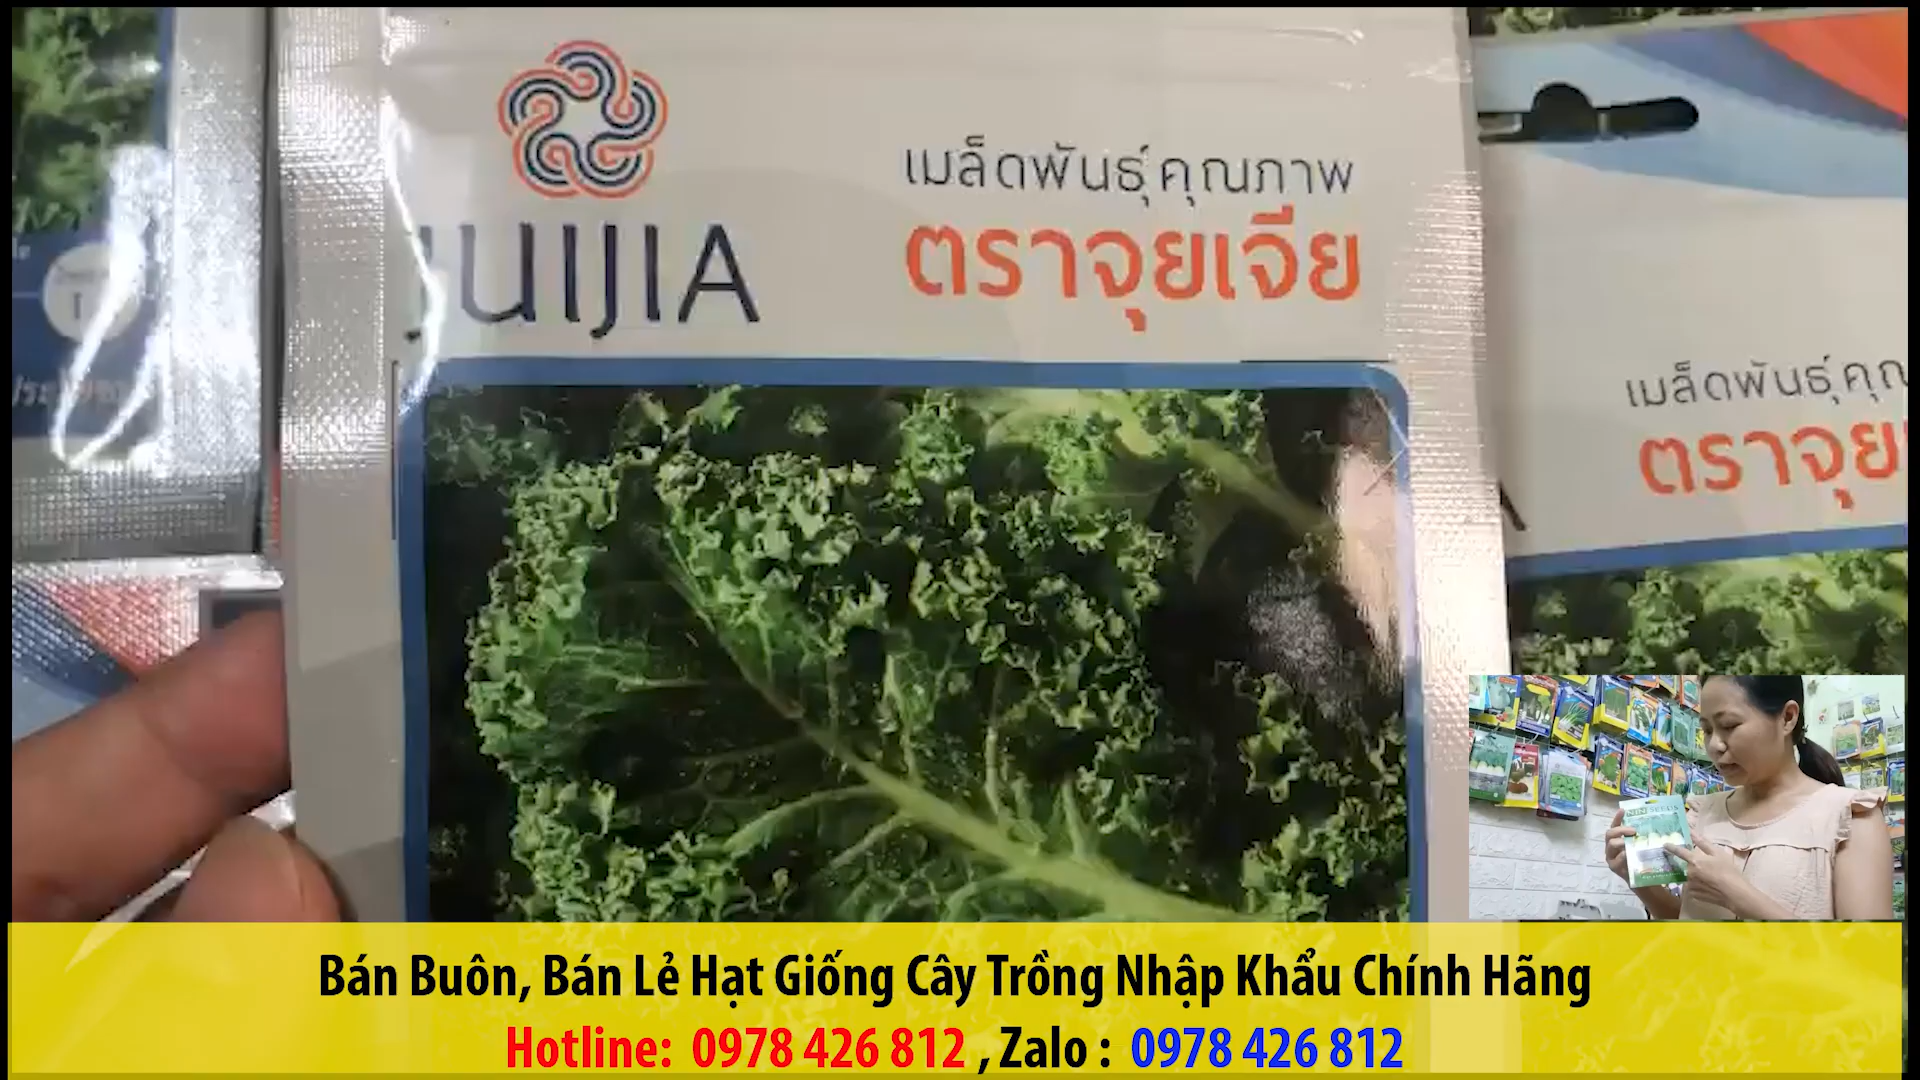 เมล็ดพันธุ์คุณภาพ
ตราจุยเจีย
UIJIA
เมล็ดพันธุ์คุณ
ตราจุย
Bán Buôn, Bán Lẻ Hạt Giống Cây Trồng Nhập Khẩu Chính Hãng
Hotline: 0978 426 812 , Zalo : 0978 426 812